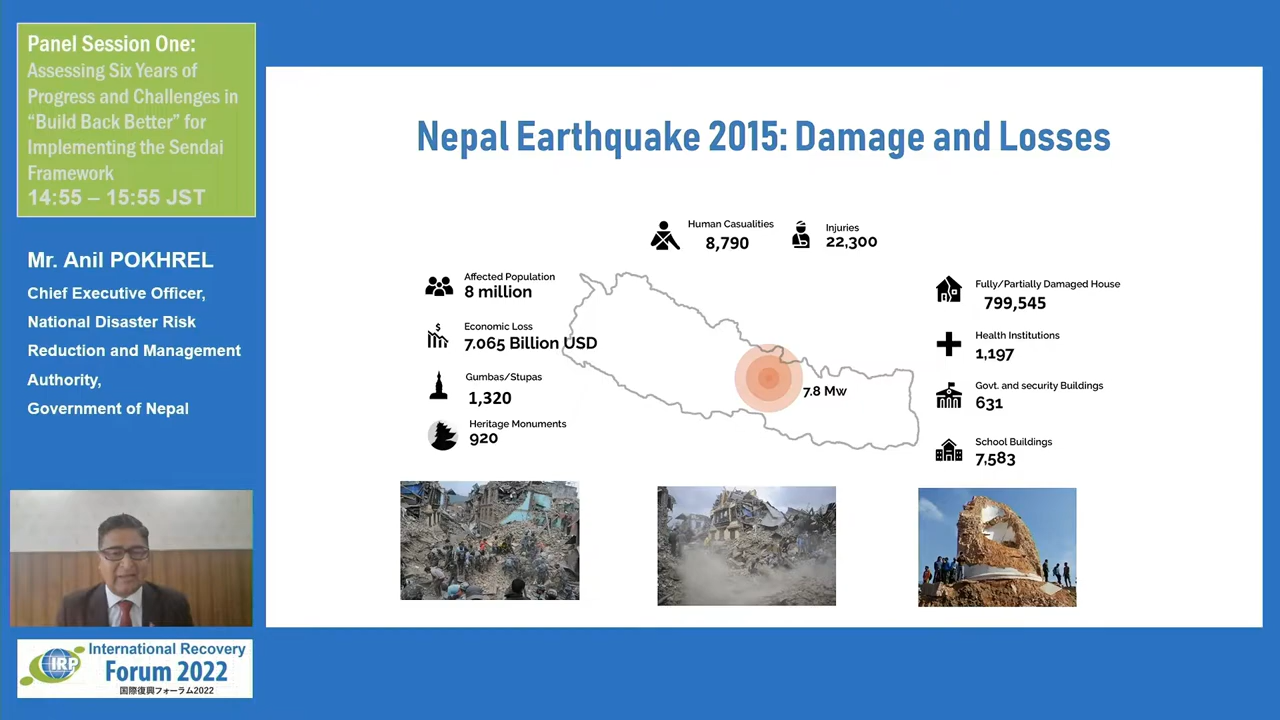 Panel Session One:
Assessing Six Years of
Progress and Challenges in
“Build Back Better” for
Implementing the Sendai
Framework
14:55 – 15:55 JST
Mr. Anil POKHREL
Chief Executive Officer,
National Disaster Risk
Reduction and Management
Authority,
Government of Nepal
IRP
International Recovery
Forum 2022
国際復興フォーラム2022
Nepal Earthquake 2015: Damage and Losses
Human Casualities
8,790
Injuries
22,300
Affected Population
8 million
Economic Loss
7.065 Billion USD
Gumbas/Stupas
1,320
Heritage Monuments
920
7.8 Mw
Fully/Partially Damaged House
799,545
Health Institutions
1,197
Govt. and security Buildings
631
School Buildings
7,583